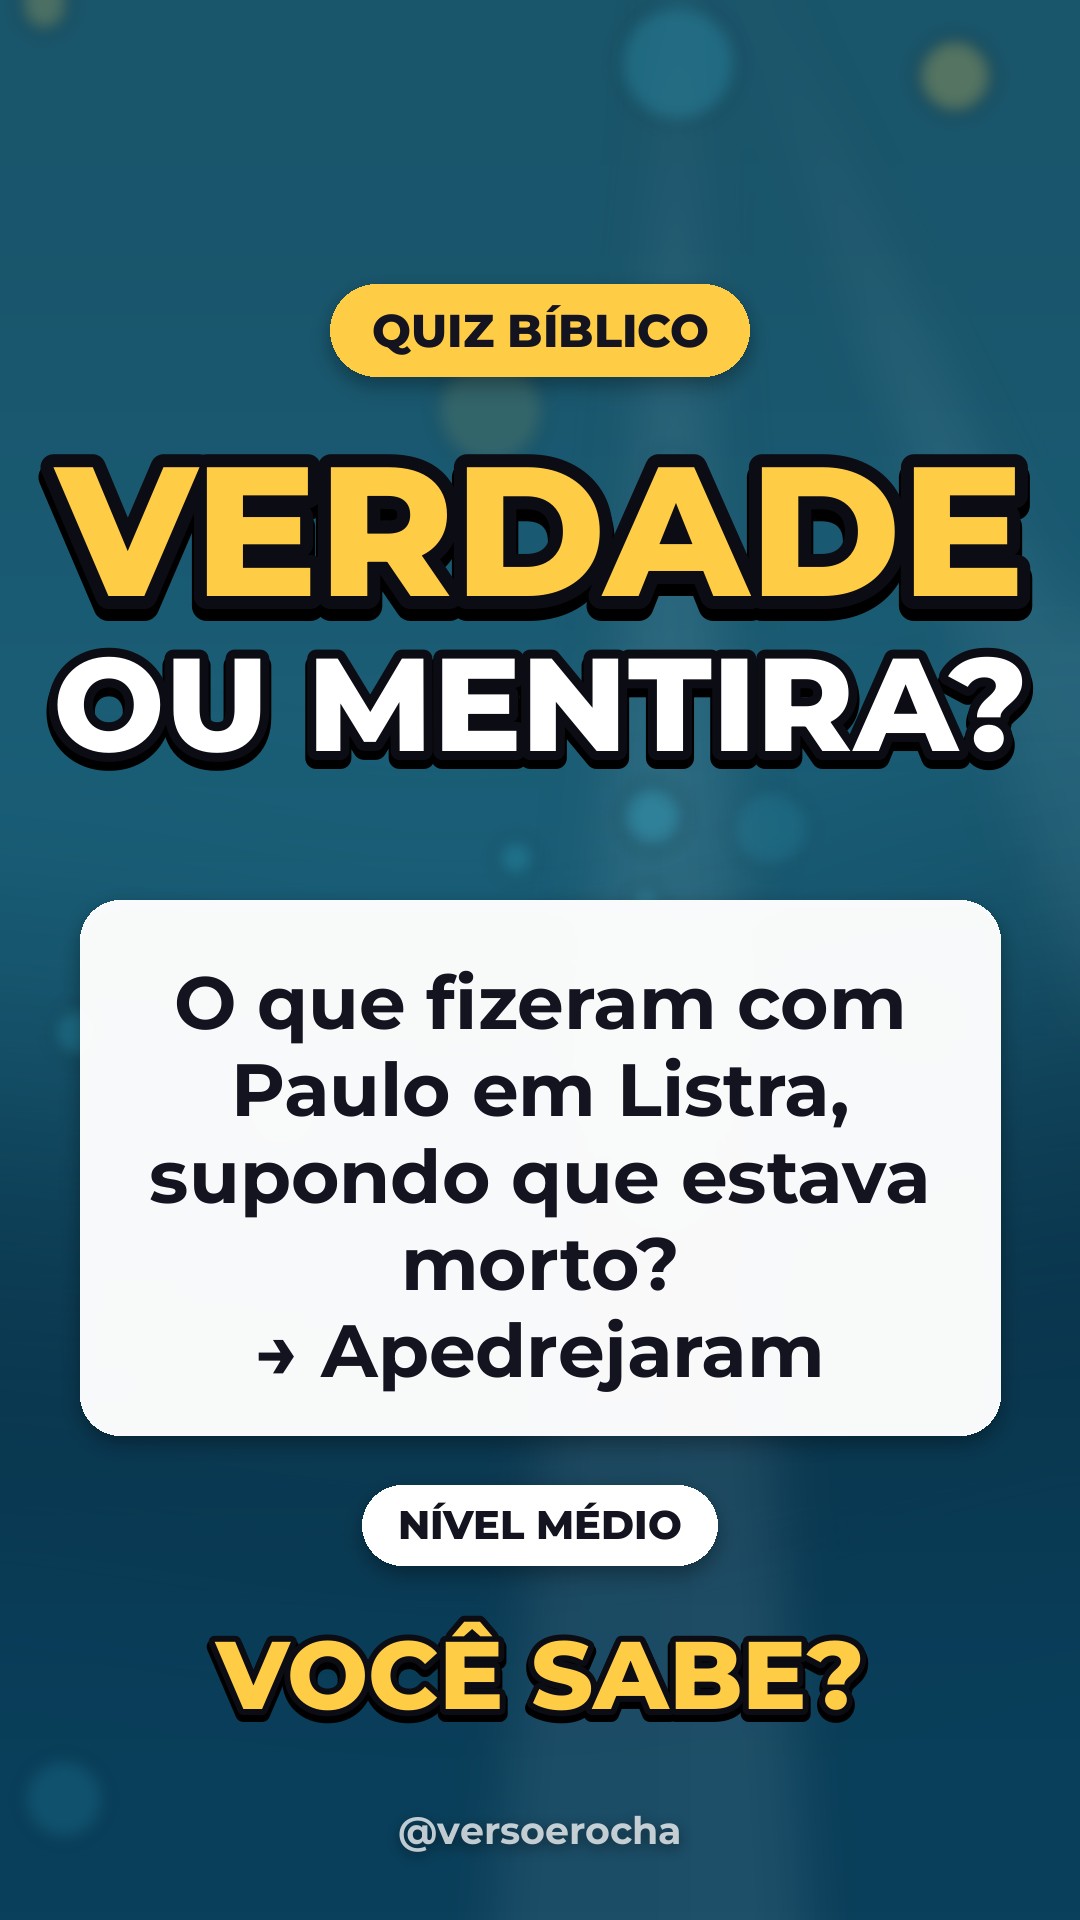 QUIZ BÍBLICO
VERDADE
OU MENTIRA?
O que fizeram com
Paulo em Listra,
supondo que estava
morto?
→ Apedrejaram
NÍVEL MÉDIO
VOCÊ SABE?
@versoerocha